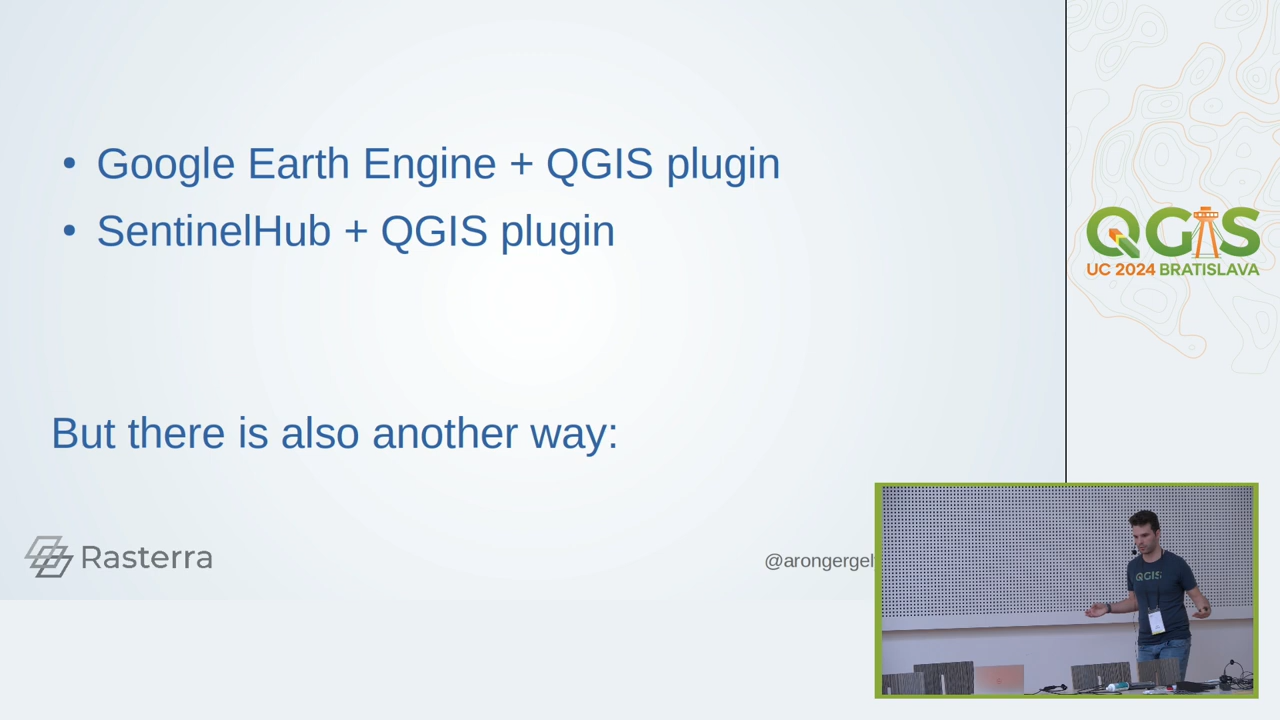 • Google Earth Engine + QGIS plugin
• SentinelHub + QGIS plugin
But there is also another way:
Rasterra
@arongergel
QGIS
UC 2024 BRATISLAVA
QGIS